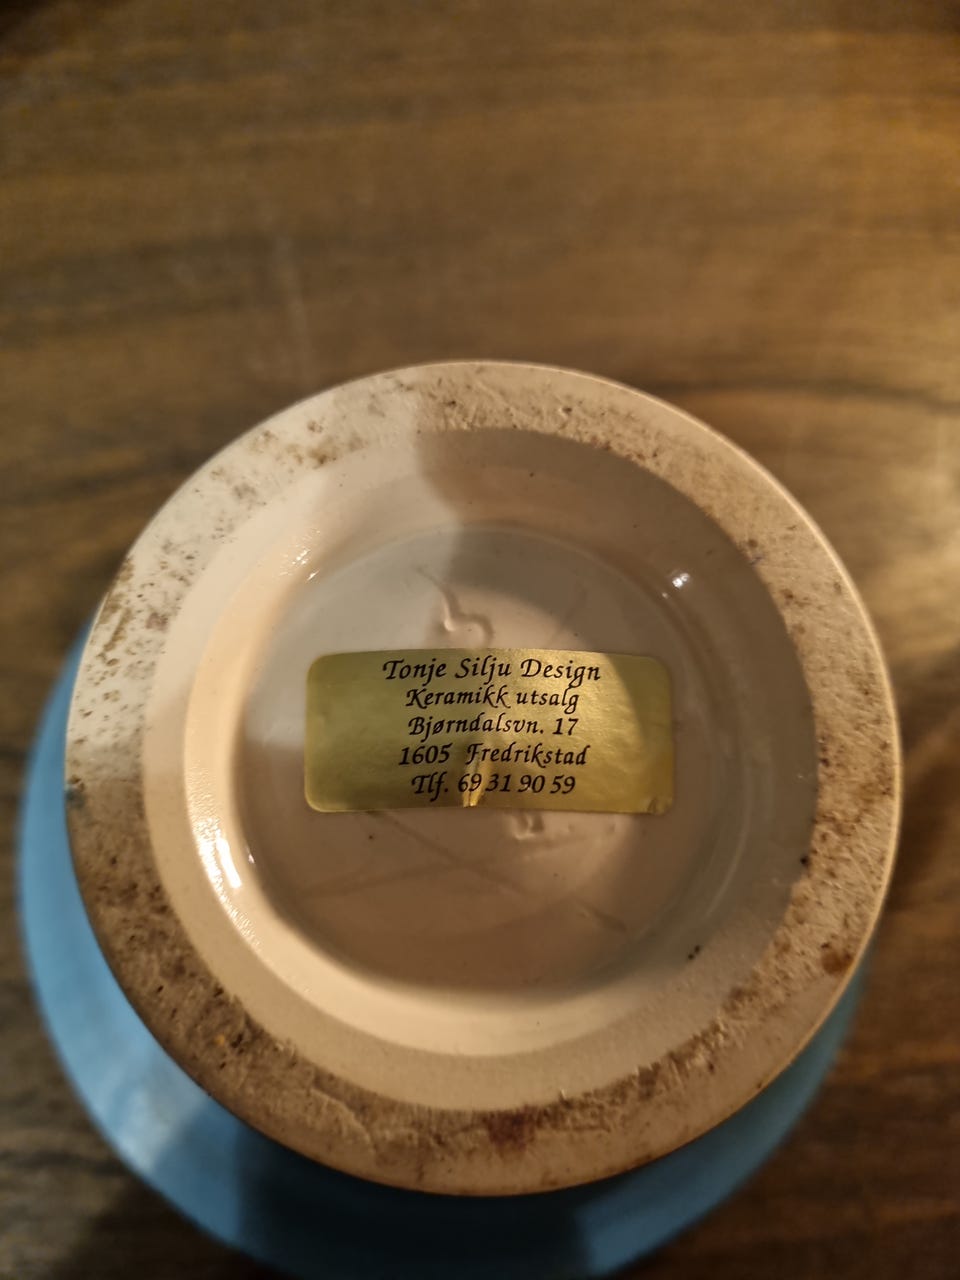 Tonje Silju Design
Keramikk utsalg
Bjørndalsvn. 17
1605 Fredrikstad
Tlf. 69 31 90 59